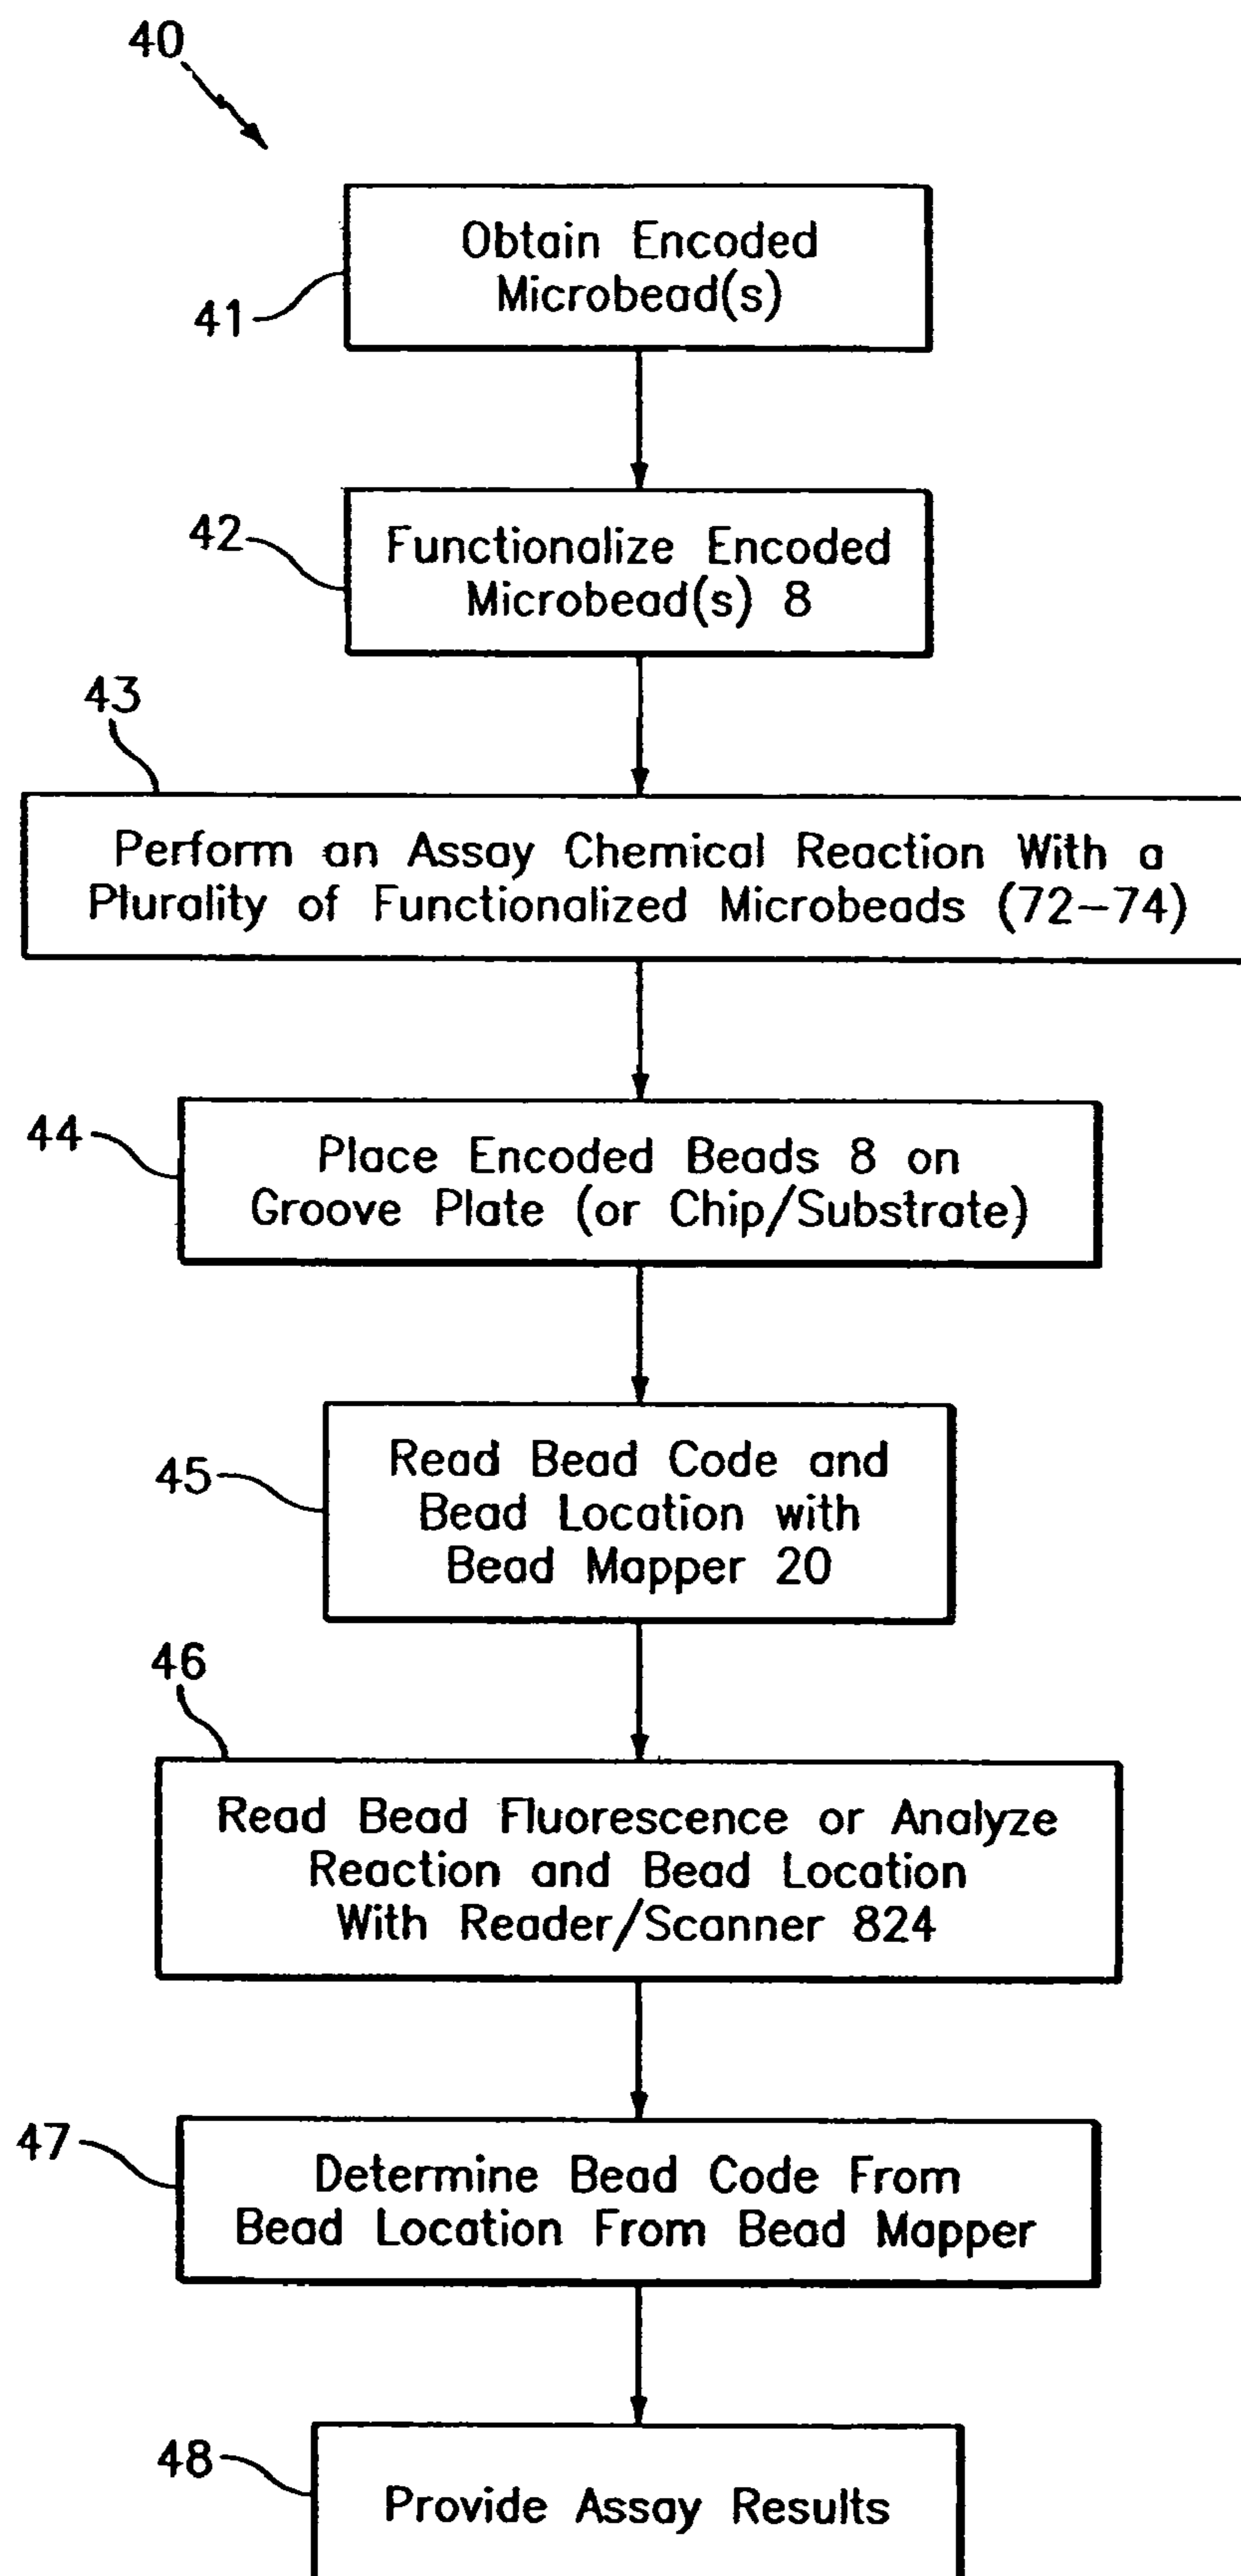 40
Obtain Encoded
Microbead(s)
41
Functionalize Encoded
Microbead(s) 8
42
43
Perform an Assay Chemical Reaction With a
Plurality of Functionalized Microbeads (72-74)
44
Place Encoded Beads 8 on
Groove Plate (or Chip/Substrate)
45
Read Bead Code and
Bead Location with
Bead Mapper 20
46
Read Bead Fluorescence or Analyze
Reaction and Bead Location
With Reader/Scanner 824
47
Determine Bead Code From
Bead Location From Bead Mapper
48
Provide Assay Results